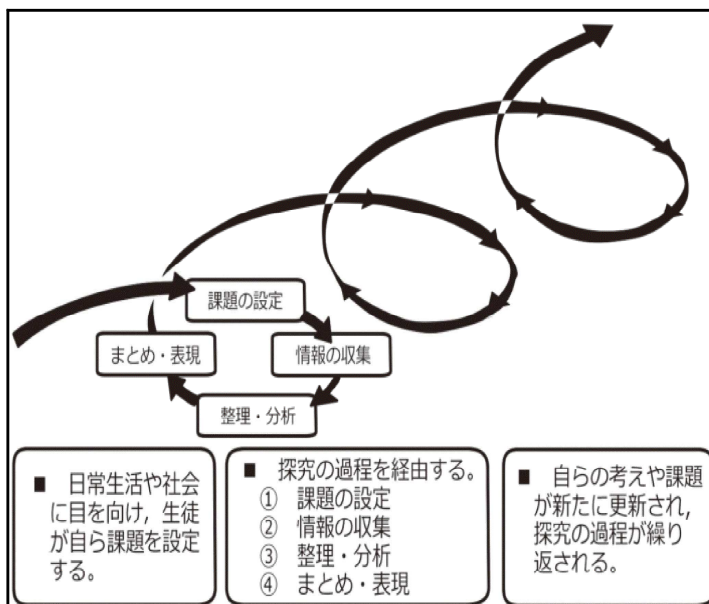 課題の設定
まとめ・表現
情報の収集
整理・分析
■ 日常生活や社会
に目を向け，生徒
が自ら課題を設定
する。
■ 探究の過程を経由する。
① 課題の設定
② 情報の収集
③ 整理・分析
④ まとめ・表現
■ 自らの考えや課題
が新たに更新され，
探究の過程が繰り
返される。